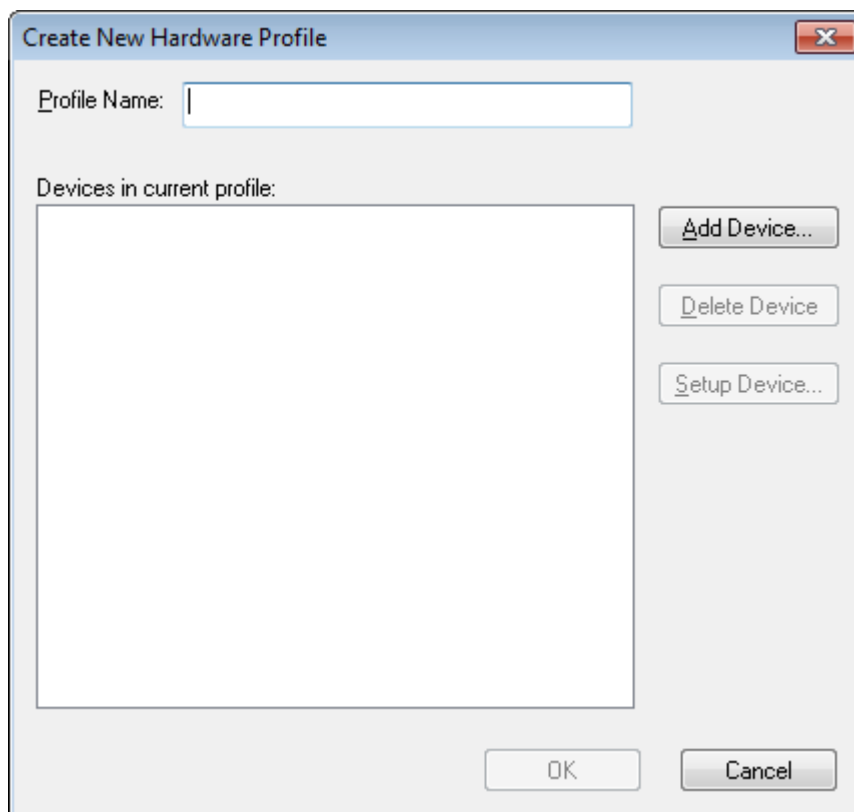 Create New Hardware Profile
Profile Name:
Devices in current profile:
Add Device...
Delete Device
Setup Device...
OK
Cancel